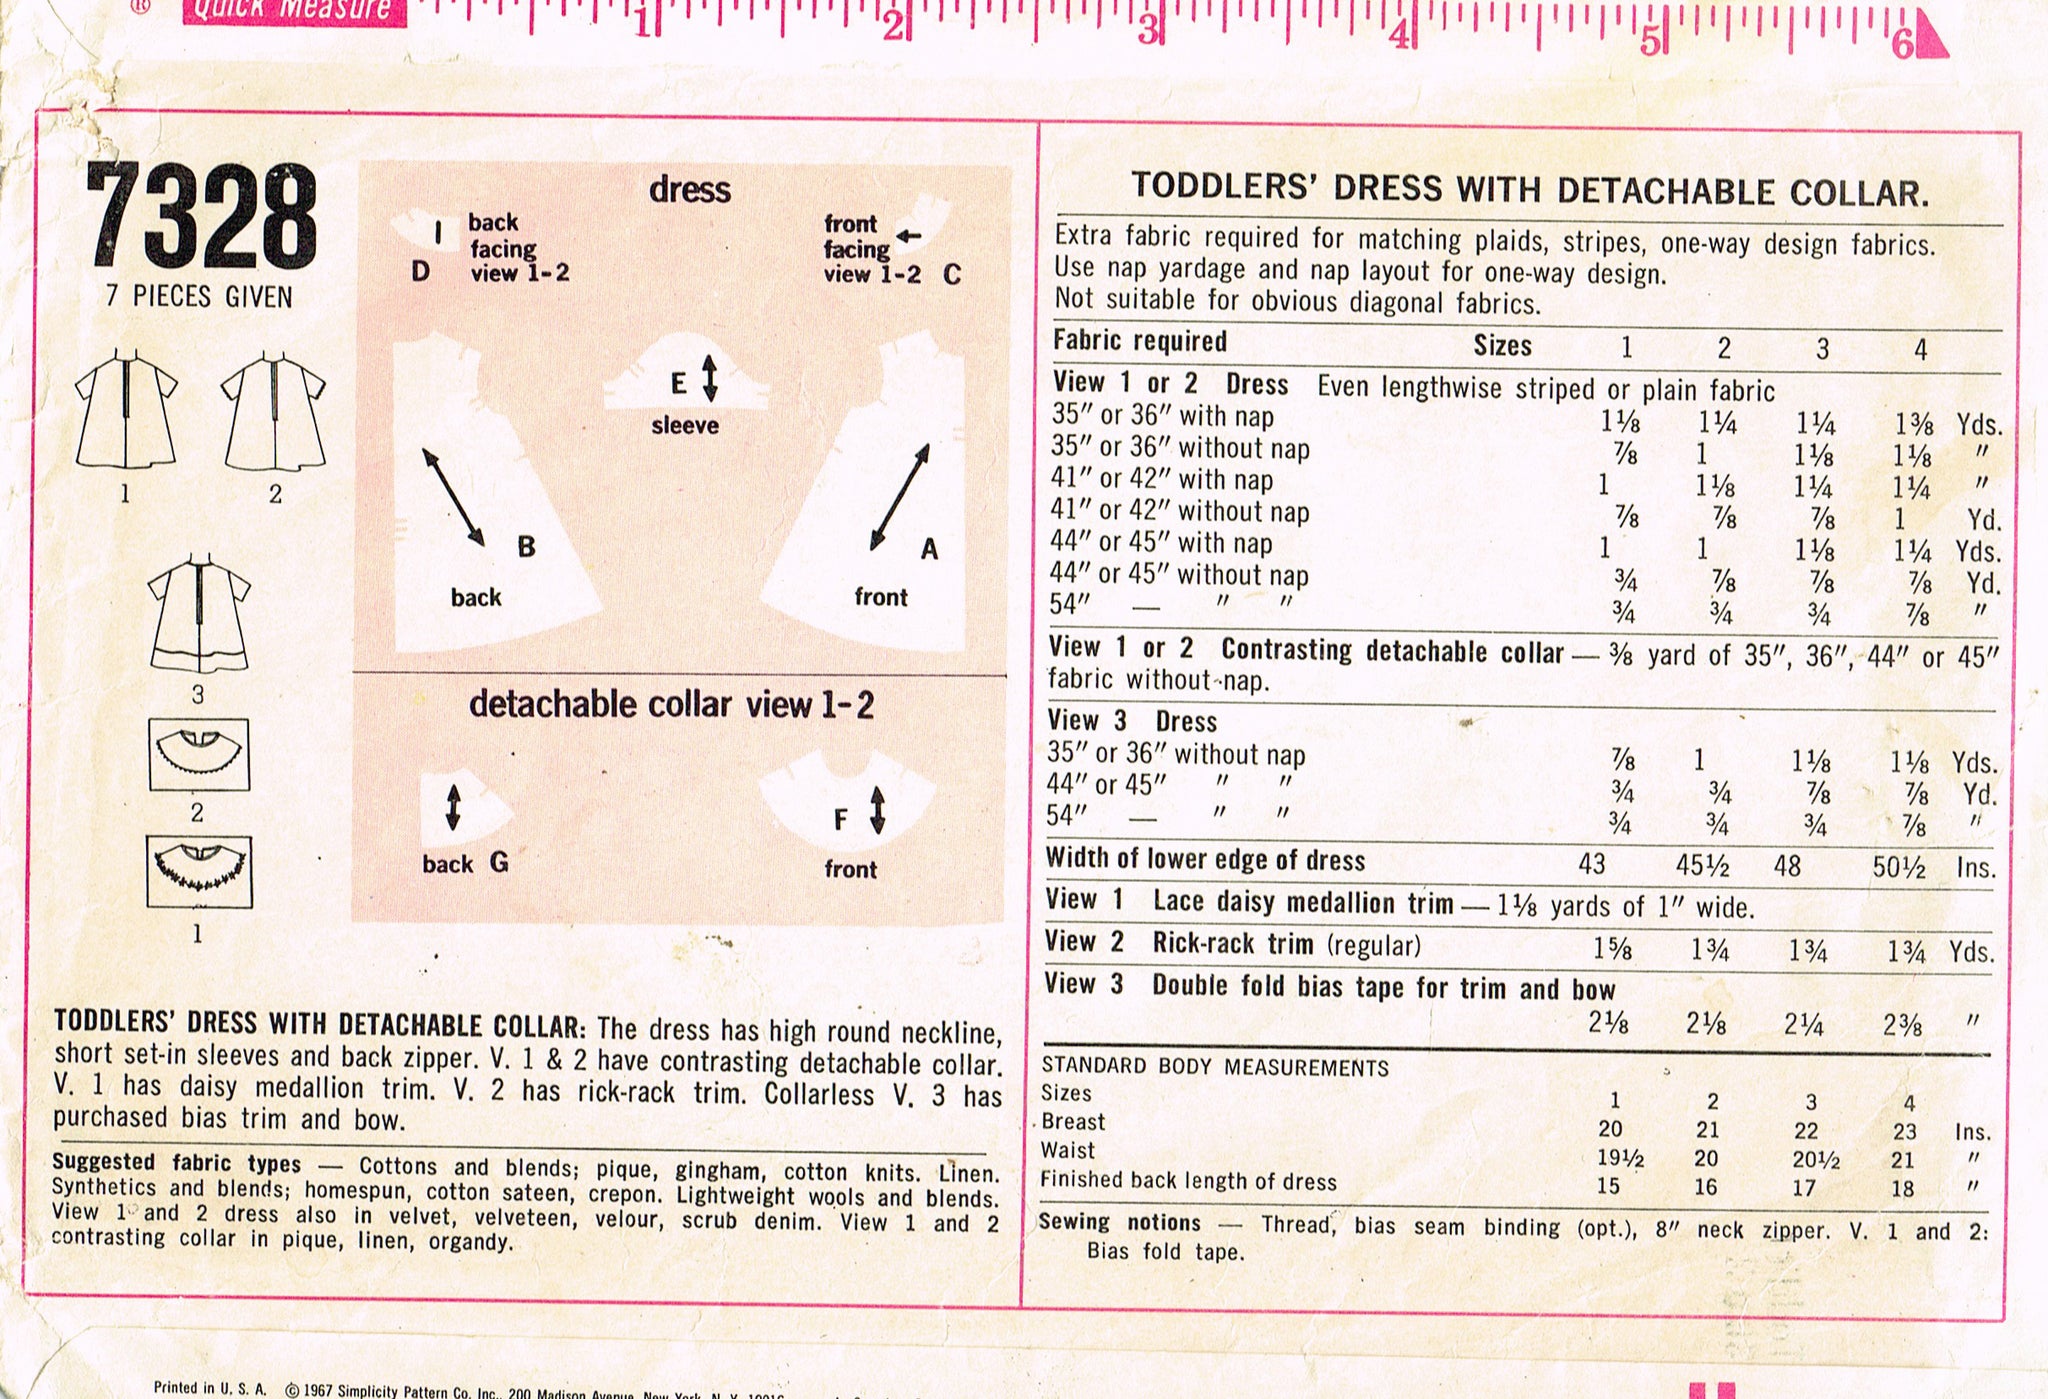 ® Quick Measure
1 2 3 4 5 6
7328
7 PIECES GIVEN
1 2
3
2
1
dress
back
facing
D view 1-2
front
facing
view 1-2 C
E
sleeve
B
back
A
front
detachable collar view 1-2
back G
F
front
TODDLERS' DRESS WITH DETACHABLE COLLAR: The dress has high round neckline,
short set-in sleeves and back zipper. V. 1 & 2 have contrasting detachable collar.
V. 1 has daisy medallion trim. V. 2 has rick-rack trim. Collarless V. 3 has
purchased bias trim and bow.
Suggested fabric types — Cottons and blends; pique, gingham, cotton knits. Linen.
Synthetics and blends; homespun, cotton sateen, crepon. Lightweight wools and blends.
View 1 and 2 dress also in velvet, velveteen, velour, scrub denim. View 1 and 2
contrasting collar in pique, linen, organdy.
TODDLERS' DRESS WITH DETACHABLE COLLAR.
Extra fabric required for matching plaids, stripes, one-way design fabrics.
Use nap yardage and nap layout for one-way design.
Not suitable for obvious diagonal fabrics.
Fabric required Sizes 1 2 3 4
View 1 or 2 Dress Even lengthwise striped or plain fabric
35" or 36" with nap 1⅛ 1¼ 1¼ 1⅜ Yds.
35" or 36" without nap ⅞ 1 1⅛ 1⅛ "
41" or 42" with nap 1 1⅛ 1¼ 1¼ "
41" or 42" without nap ⅞ ⅞ ⅞ 1 Yd.
44" or 45" with nap 1 1 1⅛ 1¼ Yds.
44" or 45" without nap ¾ ⅞ ⅞ ⅞ Yd.
54" — " " ¾ ¾ ¾ ⅞ "
View 1 or 2 Contrasting detachable collar — ⅜ yard of 35", 36", 44" or 45"
fabric without nap.
View 3 Dress
35" or 36" without nap ⅞ 1 1⅛ 1⅛ Yds.
44" or 45" " " ¾ ¾ ⅞ ⅞ Yd.
54" — " " ¾ ¾ ¾ ⅞ "
Width of lower edge of dress 43 45½ 48 50½ Ins.
View 1 Lace daisy medallion trim — 1⅛ yards of 1" wide.
View 2 Rick-rack trim (regular) 1⅝ 1¾ 1¾ 1¾ Yds.
View 3 Double fold bias tape for trim and bow
2⅛ 2⅛ 2¼ 2⅜ "
STANDARD BODY MEASUREMENTS
Sizes 1 2 3 4
Breast 20 21 22 23 Ins.
Waist 19½ 20 20½ 21 "
Finished back length of dress 15 16 17 18 "
Sewing notions — Thread, bias seam binding (opt.), 8" neck zipper. V. 1 and 2:
Bias fold tape.
Printed in U. S. A. © 1967 Simplicity Pattern Co. Inc., 200 Madison Avenue, New York, N. Y. 10016